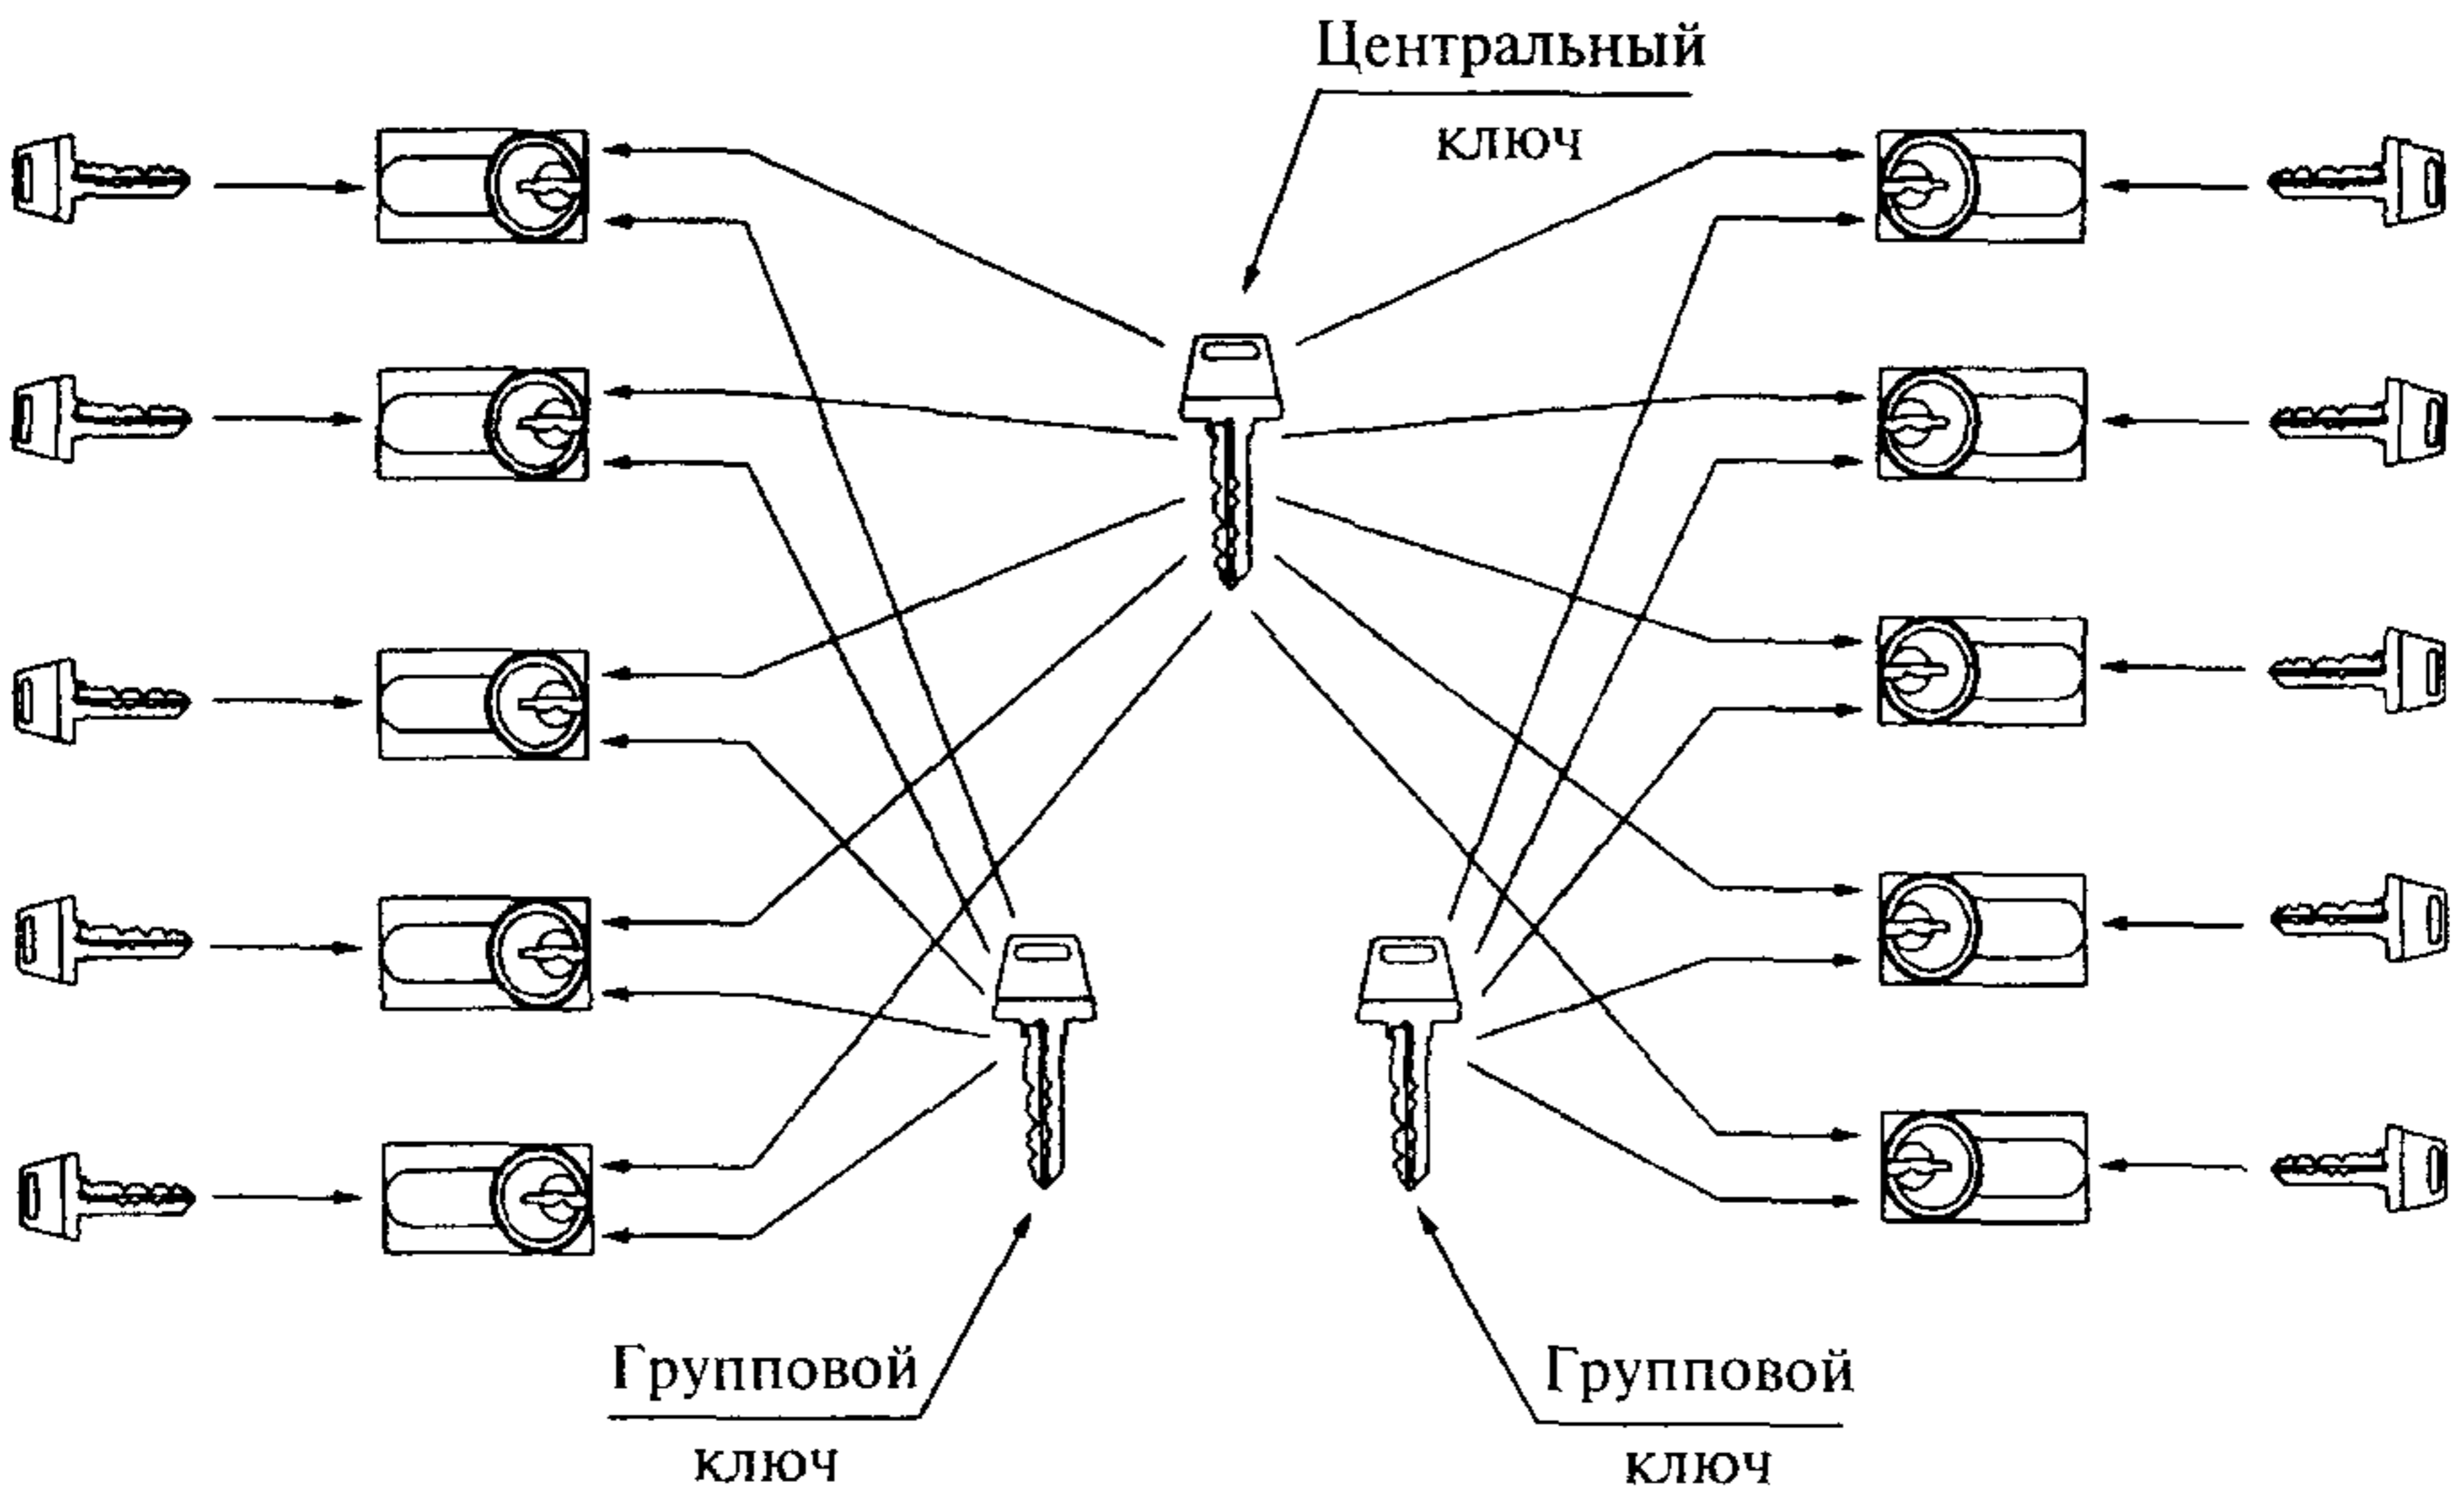 Центральный
ключ
Групповой
ключ
Групповой
ключ